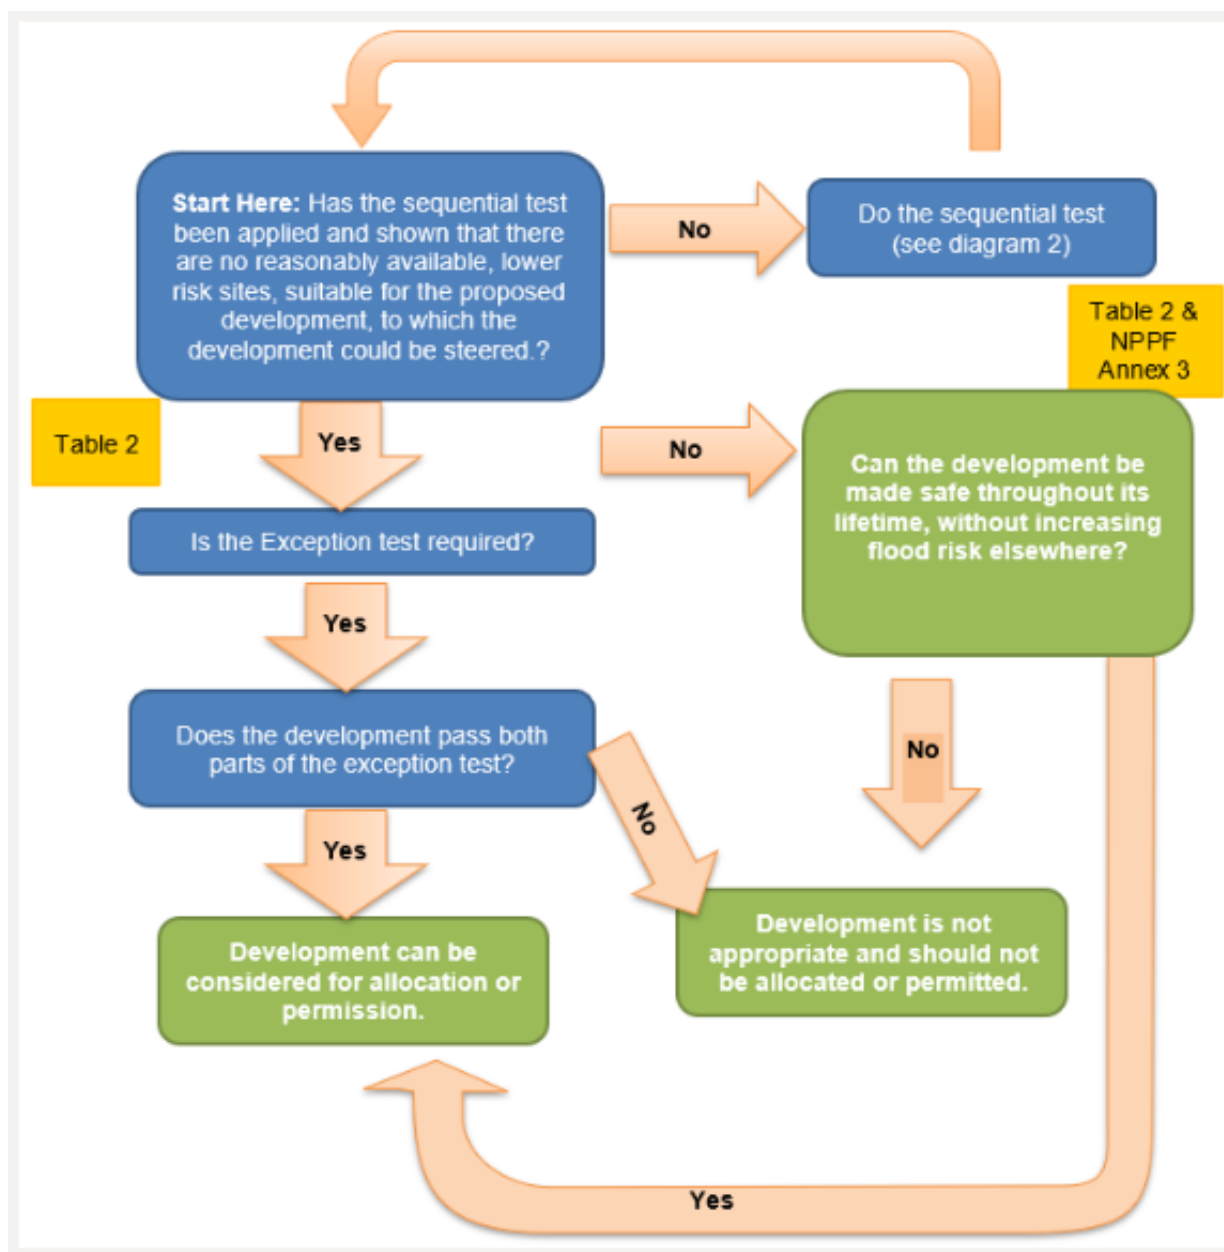 Start Here: Has the sequential test
been applied and shown that there
are no reasonably available, lower
risk sites, suitable for the proposed
development, to which the
development could be steered.?
No
Do the sequential test
(see diagram 2)
Table 2 &
NPPF
Annex 3
Table 2
Yes
No
Can the development be
made safe throughout its
lifetime, without increasing
flood risk elsewhere?
Is the Exception test required?
Yes
Does the development pass both
parts of the exception test?
No
No
Yes
Development can be
considered for allocation or
permission.
Development is not
appropriate and should not
be allocated or permitted.
Yes